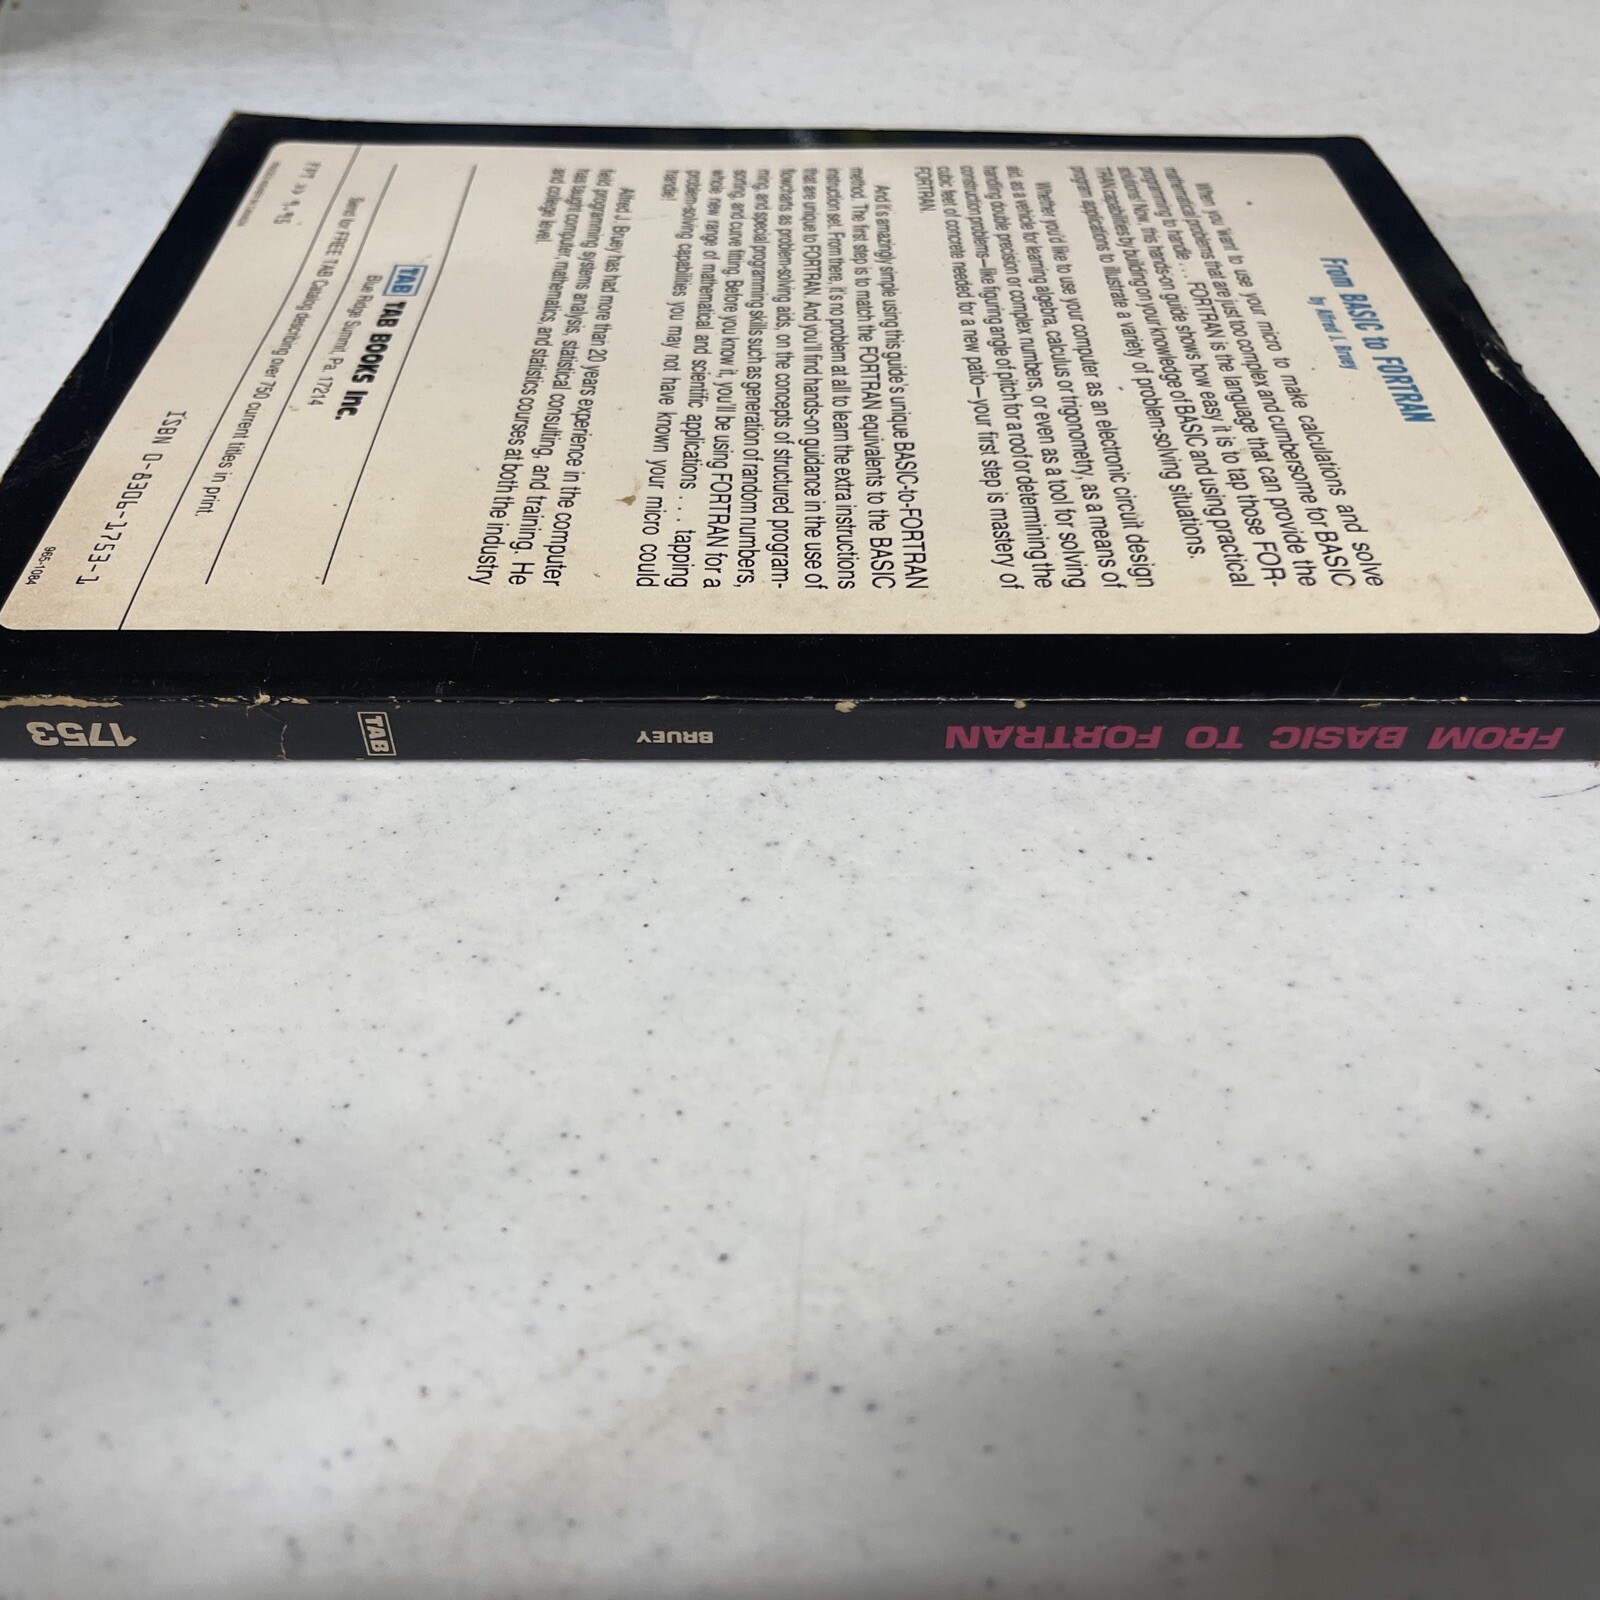 From BASIC to FORTRAN
by Alfred J. Bruey
When you want to use your micro to make calculations and solve
mathematical problems that are just too complex and cumbersome for BASIC
programming to handle . . . FORTRAN is the language that can provide the
solutions! Now, this hands-on guide shows how easy it is to tap those FOR-
TRAN capabilities by building on your knowledge of BASIC and using practical
program applications to illustrate a variety of problem-solving situations.
Whether you'd like to use your computer as an electronic circuit design
aid, as a vehicle for learning algebra, calculus or trigonometry, as a means of
handling double precision or complex numbers, or even as a tool for solving
construction problems—like figuring angle of pitch for a roof or determining the
cubic feet of concrete needed for a new patio—your first step is mastery of
FORTRAN.
And it's amazingly simple using this guide's unique BASIC-to-FORTRAN
method. The first step is to match the FORTRAN equivalents to the BASIC
instruction set. From there, it's no problem at all to learn the extra instructions
that are unique to FORTRAN. And you'll find hands-on guidance in the use of
flowcharts as problem-solving aids, on the concepts of structured program-
ming, and special programming skills such as generation of random numbers,
sorting, and curve fitting. Before you know it, you'll be using FORTRAN for a
whole new range of mathematical and scientific applications . . . tapping
problem-solving capabilities you may not have known your micro could
handle!
Alfred J. Bruey has had more than 20 years experience in the computer
field programming systems analysis, statistical consulting, and training. He
has taught computer, mathematics, and statistics courses at both the industry
and college level.
TAB TAB BOOKS Inc.
Blue Ridge Summit, Pa. 17214
Send for FREE TAB Catalog describing over 750 current titles in print.
ISBN 0-8306-1753-1
965-1084
FROM BASIC TO FORTRAN
BRUEY
TAB
1753